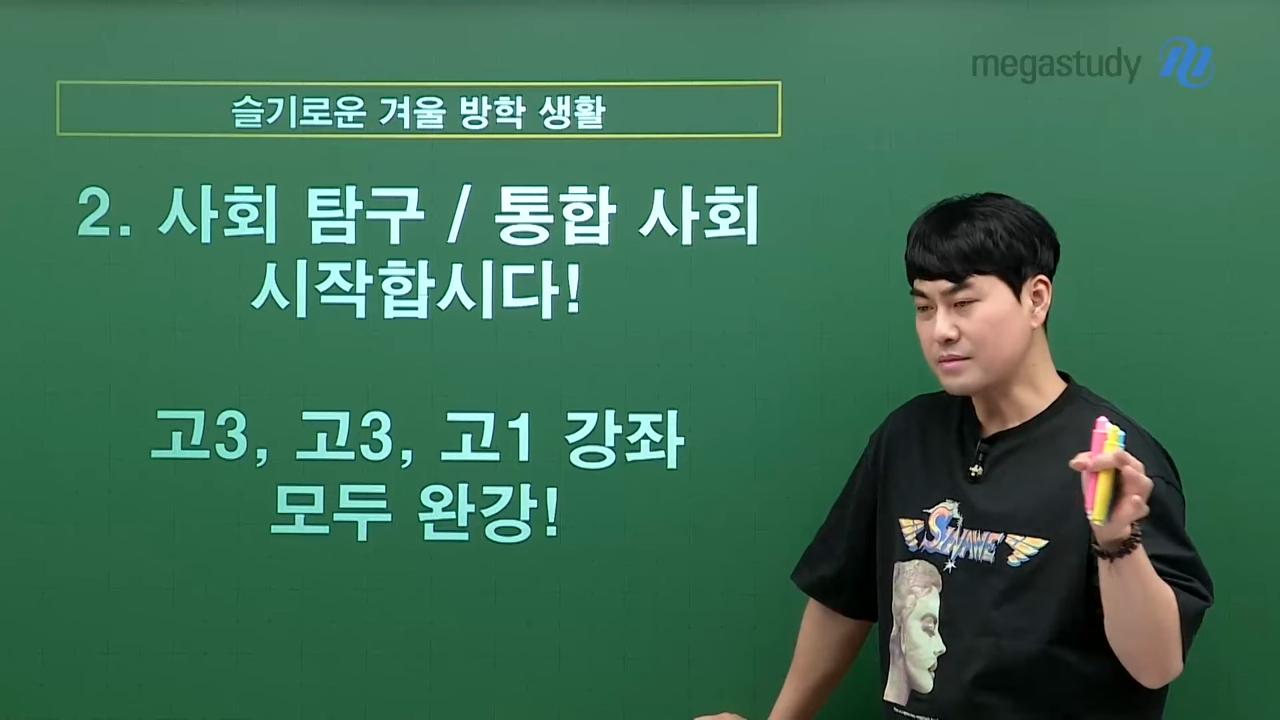 megastudy
슬기로운 겨울 방학 생활
2. 사회 탐구 / 통합 사회
시작합시다!
고3, 고3, 고1 강좌
모두 완강!